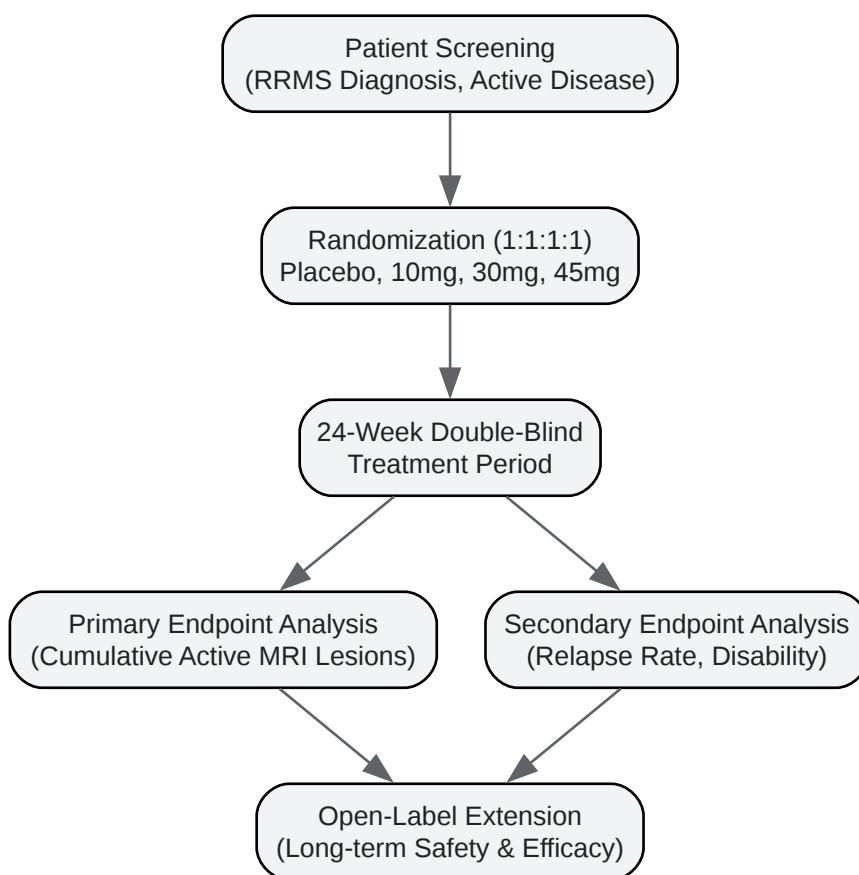 Patient Screening
(RRMS Diagnosis, Active Disease)
Randomization (1:1:1:1)
Placebo, 10mg, 30mg, 45mg
24-Week Double-Blind
Treatment Period
Primary Endpoint Analysis
(Cumulative Active MRI Lesions)
Secondary Endpoint Analysis
(Relapse Rate, Disability)
Open-Label Extension
(Long-term Safety & Efficacy)